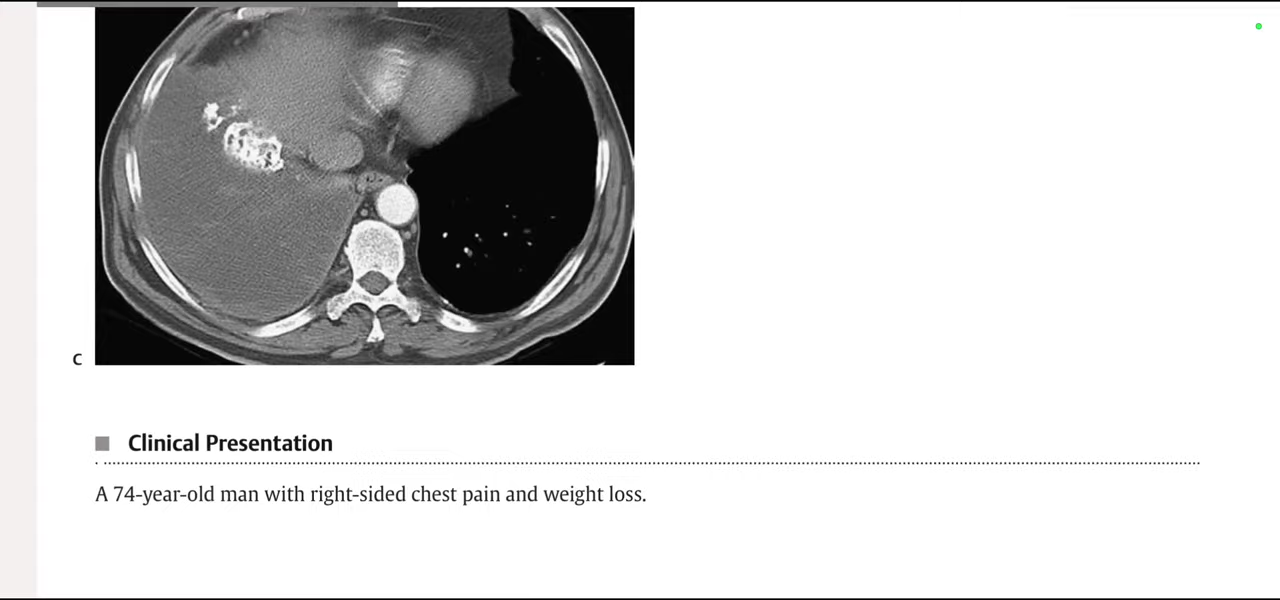 C
Clinical Presentation
A 74-year-old man with right-sided chest pain and weight loss.